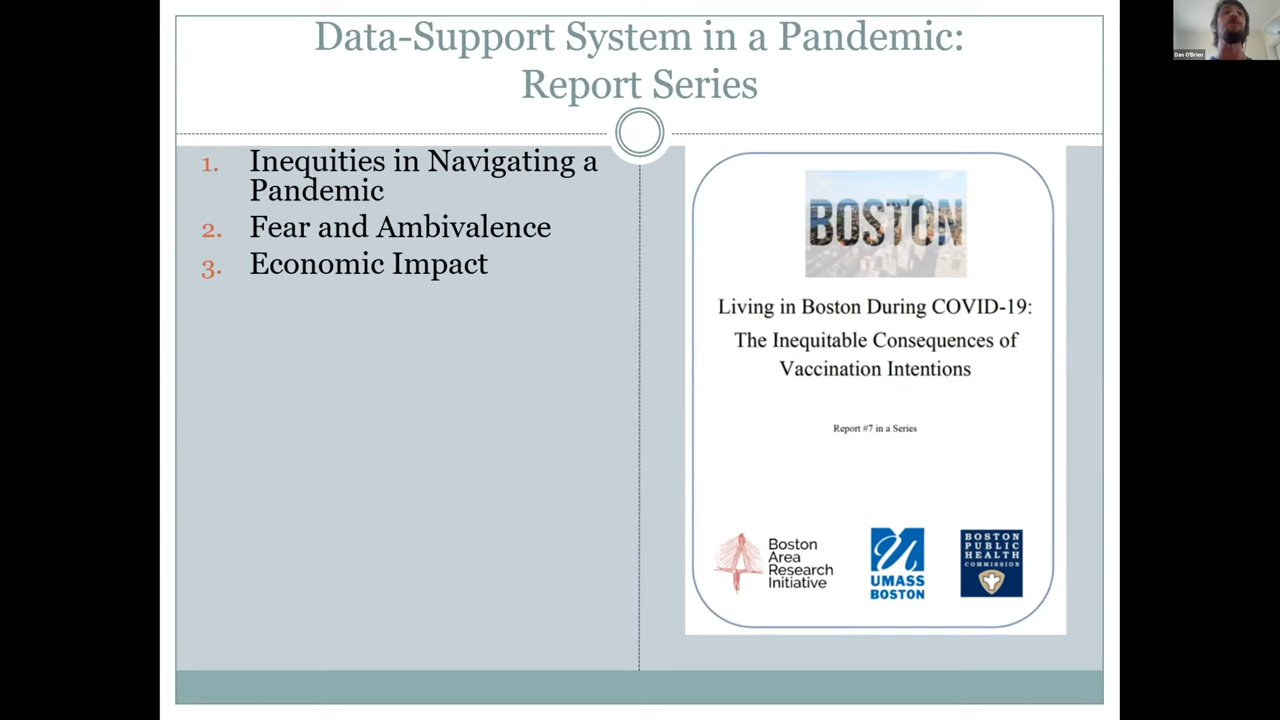 Data-Support System in a Pandemic:
Report Series
1. Inequities in Navigating a
Pandemic
2. Fear and Ambivalence
3. Economic Impact
BOSTON
Living in Boston During COVID-19:
The Inequitable Consequences of
Vaccination Intentions
Report #7 in a Series
Boston
Area
Research
Initiative
UMASS
BOSTON
BOSTON
PUBLIC
HEALTH
COMMISSION
Dan O'Brien